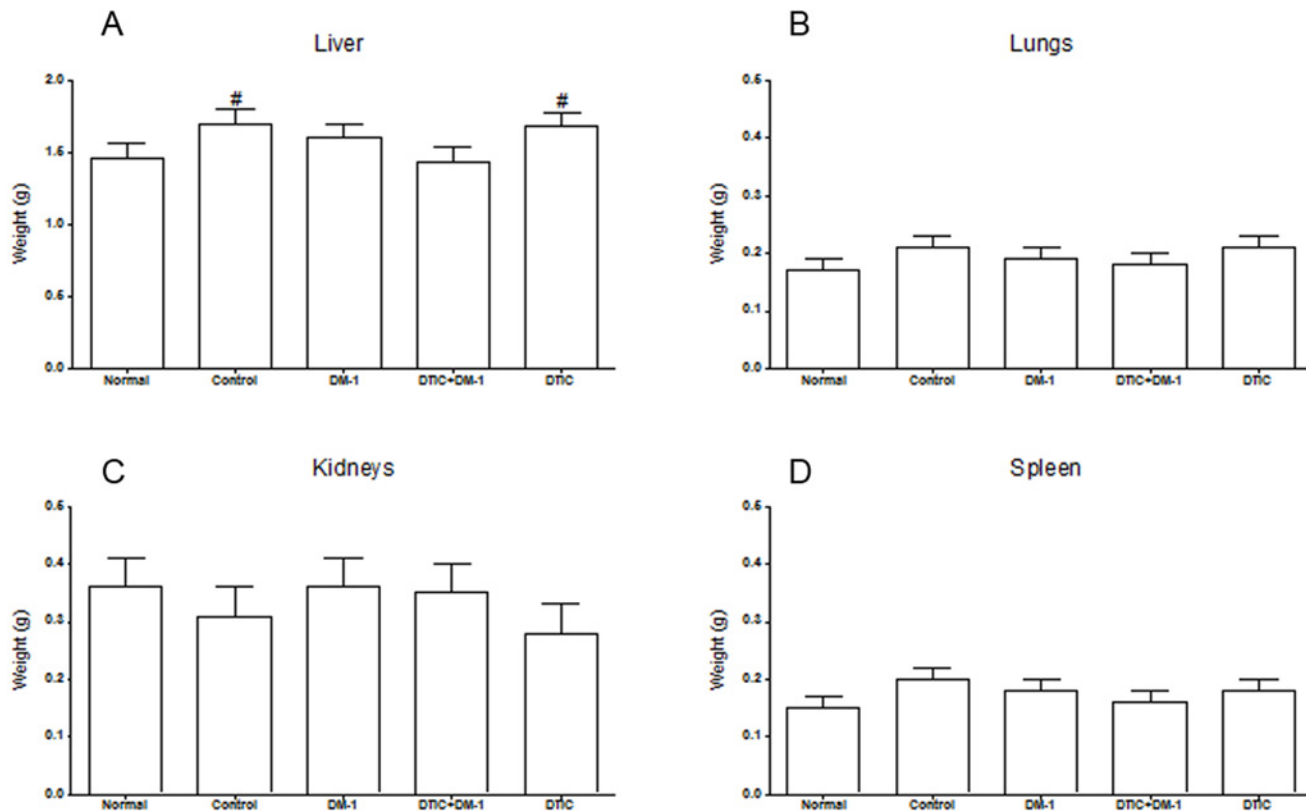 A
Liver
Weight (g)
2.0
1.5
1.0
0.5
0.0
#
#
Normal Control DM-1 DTIC+DM-1 DTIC
B
Lungs
Weight (g)
0.5
0.4
0.3
0.2
0.1
0.0
Normal Control DM-1 DTIC+DM-1 DTIC
C
Kidneys
Weight (g)
0.5
0.4
0.3
0.2
0.1
0.0
Normal Control DM-1 DTIC+DM-1 DTIC
D
Spleen
Weight (g)
0.5
0.4
0.3
0.2
0.1
0.0
Normal Control DM-1 DTIC+DM-1 DTIC